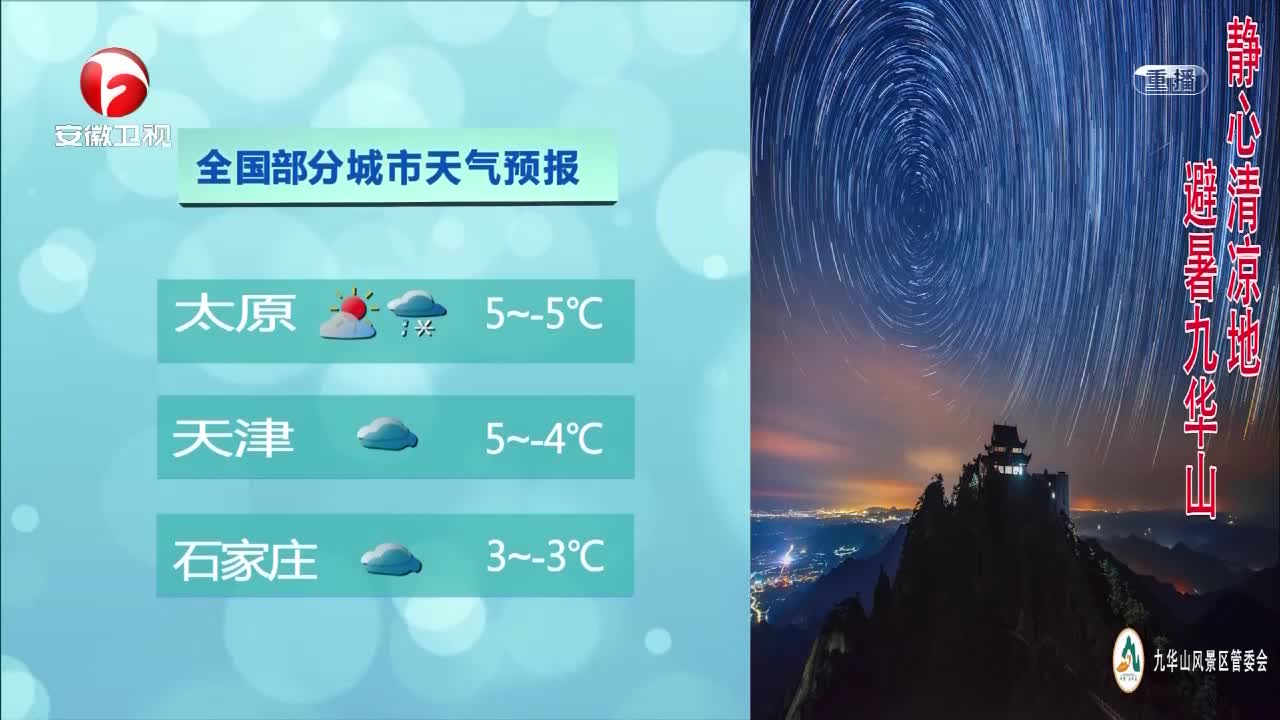 安徽卫视
全国部分城市天气预报
太原 5~-5℃
天津 5~-4℃
石家庄 3~-3℃
重播
静心清凉地
避暑九华山
九华山风景区管委会